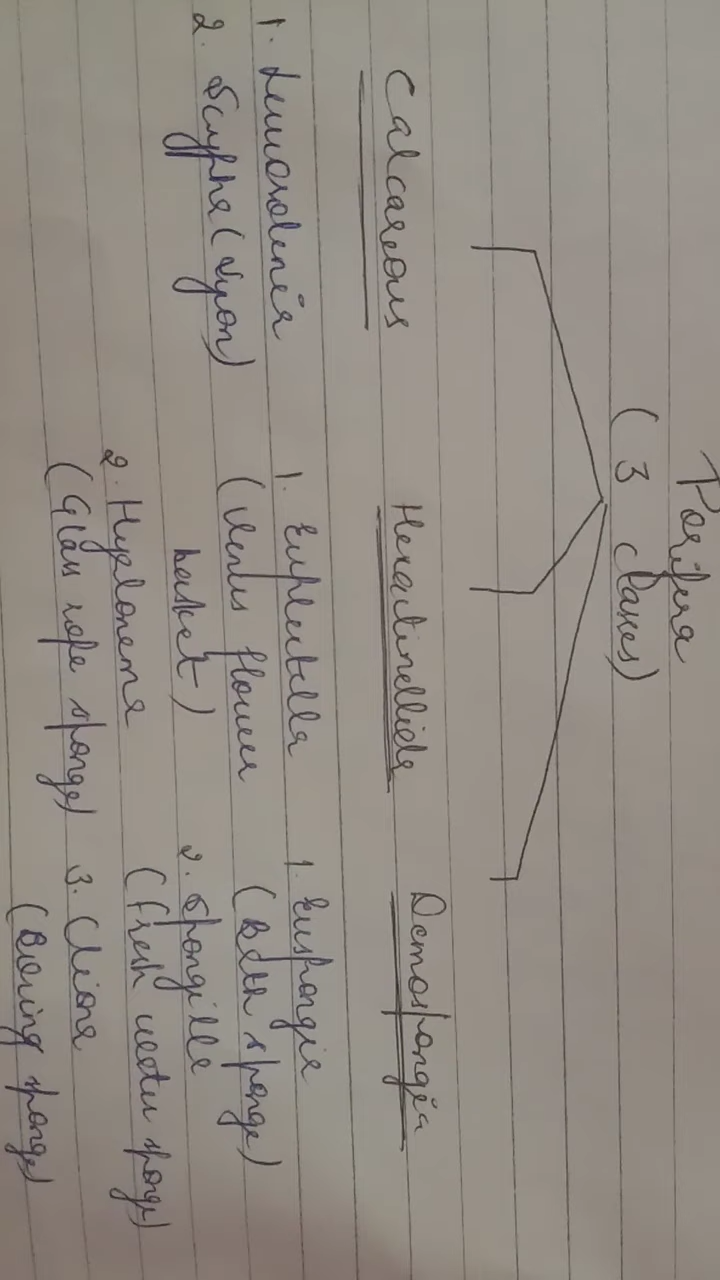 Porifera
( 3 classes)
Calcareous
1. Leucosolenia
2. Scypha (Sycon)
Hexactinellida
1. Euplectella
(Venus flower
basket)
2. Hyalonema
(Glass rope sponge)
Demospongia
1. Euspongia
(Bath sponge)
2. Spongilla
(fresh water sponge)
3. Cliona
(Boring sponge)